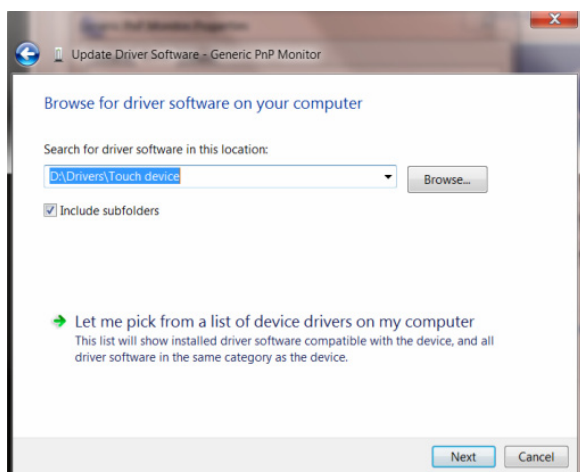 Update Driver Software - Generic PnP Monitor
Browse for driver software on your computer
Search for driver software in this location:
D:\Drivers\Touch device
Browse...
Include subfolders
Let me pick from a list of device drivers on my computer
This list will show installed driver software compatible with the device, and all
driver software in the same category as the device.
Next Cancel